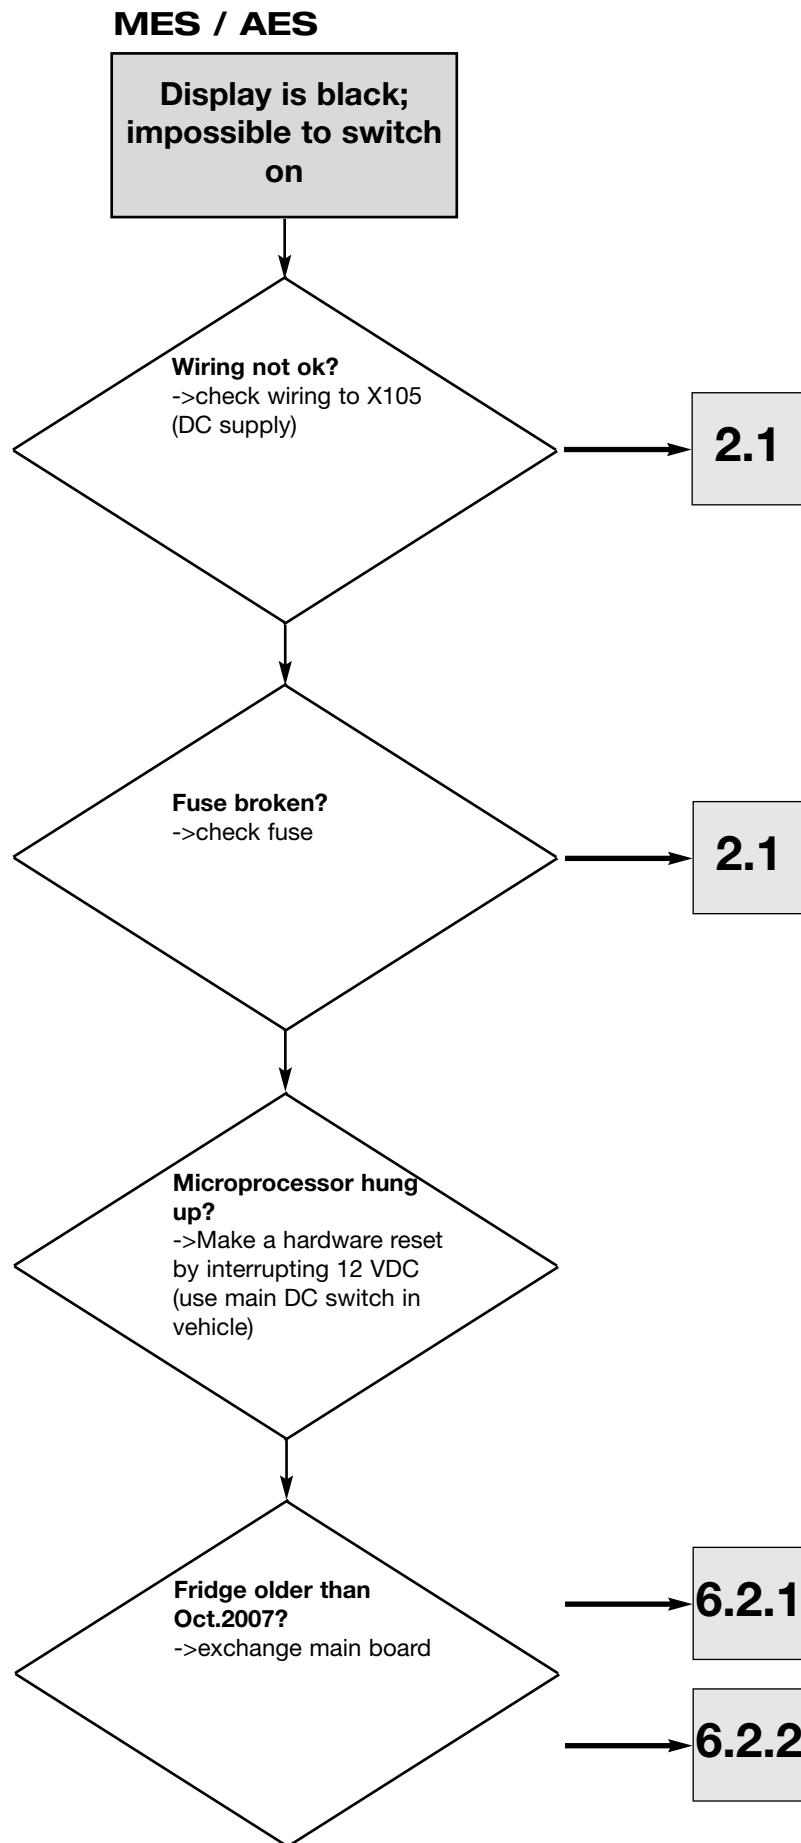 MES / AES
Display is black;
impossible to switch
on
Wiring not ok?
->check wiring to X105
(DC supply)
2.1
Fuse broken?
->check fuse
2.1
Microprocessor hung
up?
->Make a hardware reset
by interrupting 12 VDC
(use main DC switch in
vehicle)
Fridge older than
Oct.2007?
->exchange main board
6.2.1
6.2.2